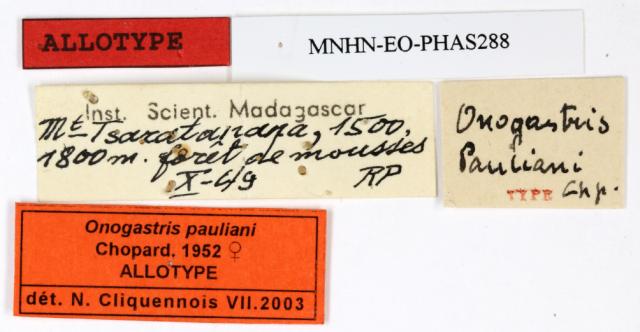 ALLOTYPE
MNHN-EO-PHAS288
Inst. Scient. Madagascar
Mt Tsaratanana, 1500,
1800m. forêt de mousses
X-49 RP
Onogastris
Pauliani
TYPE Chp.
Onogastris pauliani
Chopard. 1952 ♀
ALLOTYPE
dét. N. Cliquennois VII.2003